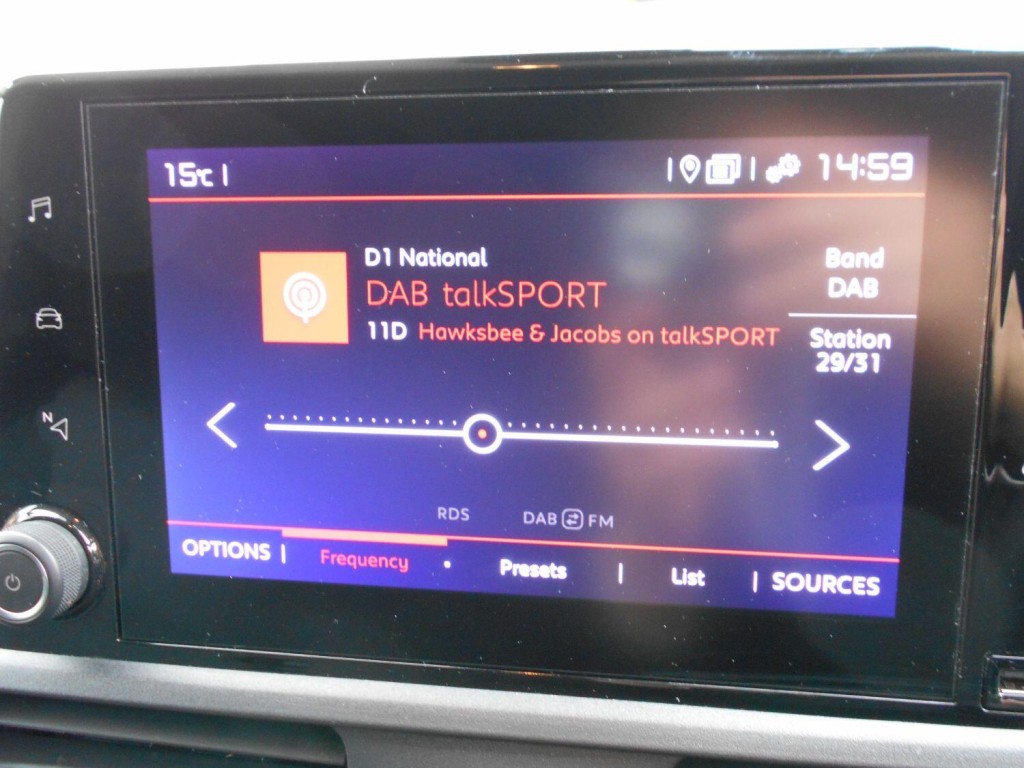 15℃ |
14:59
D1 National
DAB talkSPORT
11D Hawksbee & Jacobs on talkSPORT
Band
DAB
Station
29/31
N
RDS
DAB FM
OPTIONS | Frequency • Presets | List | SOURCES